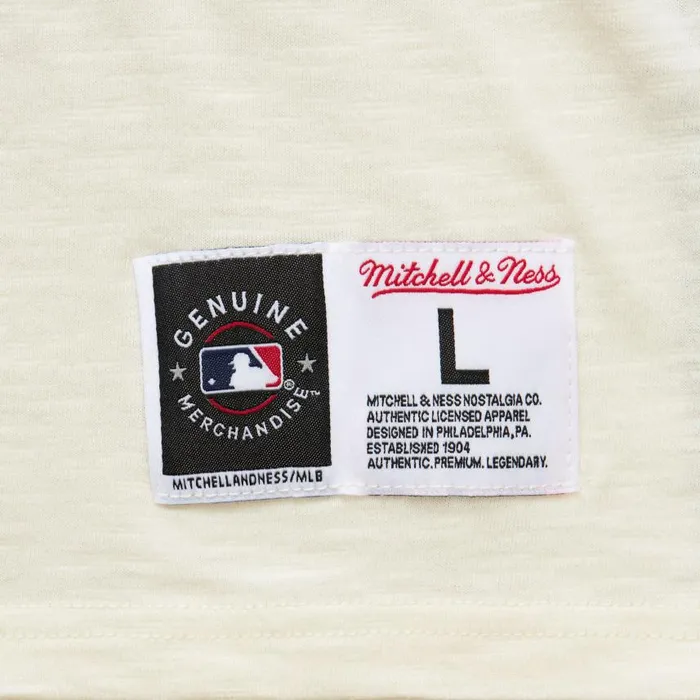 GENUINE
MERCHANDISE
MITCHELLANDNESS/MLB
Mitchell & Ness
L
MITCHELL & NESS NOSTALGIA CO.
AUTHENTIC LICENSED APPAREL
DESIGNED IN PHILADELPHIA, PA.
ESTABLISHED 1904
AUTHENTIC. PREMIUM. LEGENDARY.